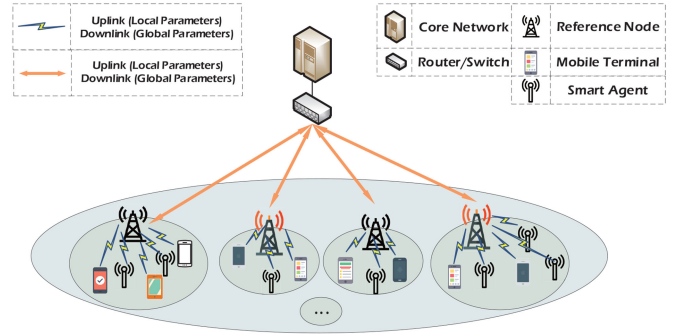 Uplink (Local Parameters)
Downlink (Global Parameters)
Uplink (Local Parameters)
Downlink (Global Parameters)
Core Network
Reference Node
Router/Switch
Mobile Terminal
Smart Agent
...